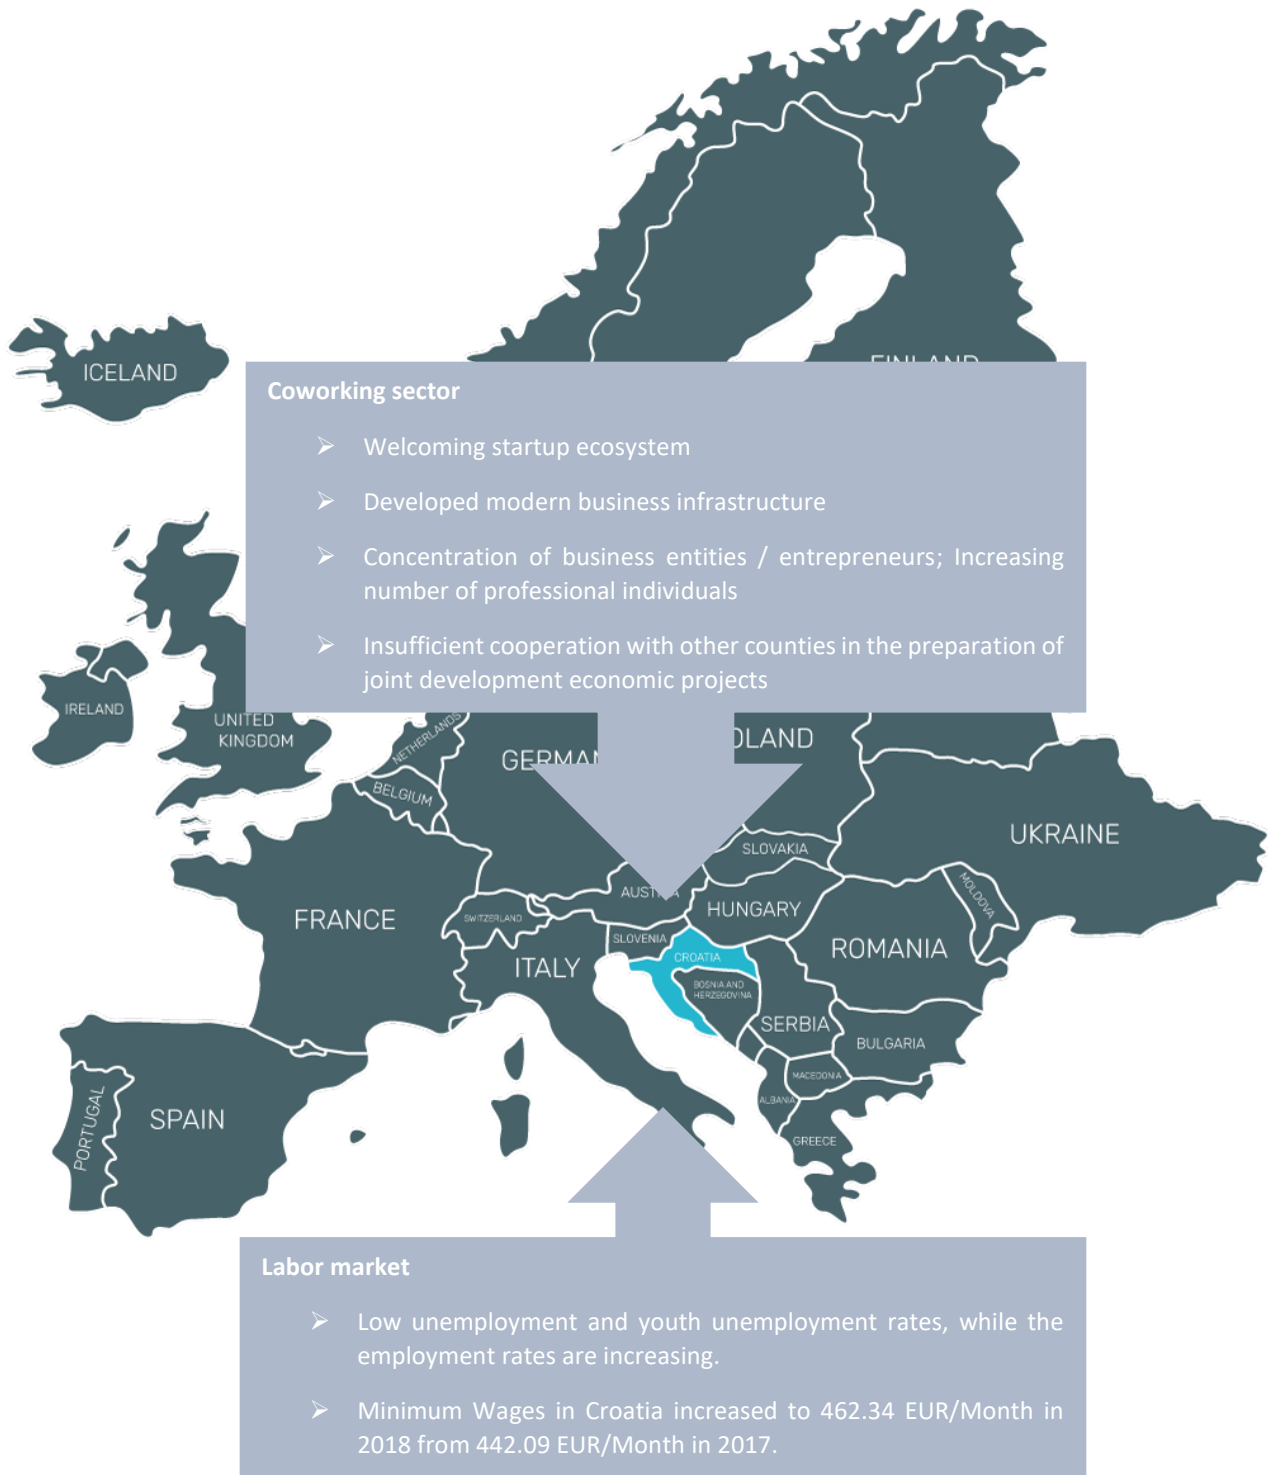 FINLAND
ICELAND
Coworking sector
➢ Welcoming startup ecosystem
➢ Developed modern business infrastructure
➢ Concentration of business entities / entrepreneurs; Increasing
number of professional individuals
➢ Insufficient cooperation with other counties in the preparation of
joint development economic projects
IRELAND
UNITED
KINGDOM
NETHERLANDS
BELGIUM
GERMAN
OLAND
UKRAINE
SLOVAKIA
MOLDOVA
AUSTRIA
HUNGARY
FRANCE
SWITZERLAND
SLOVENIA
ROMANIA
CROATIA
ITALY
BOSNIA AND
HERZEGOVINA
SERBIA
BULGARIA
MACEDONIA
ALBANIA
PORTUGAL
SPAIN
GREECE
Labor market
➢ Low unemployment and youth unemployment rates, while the
employment rates are increasing.
➢ Minimum Wages in Croatia increased to 462.34 EUR/Month in
2018 from 442.09 EUR/Month in 2017.